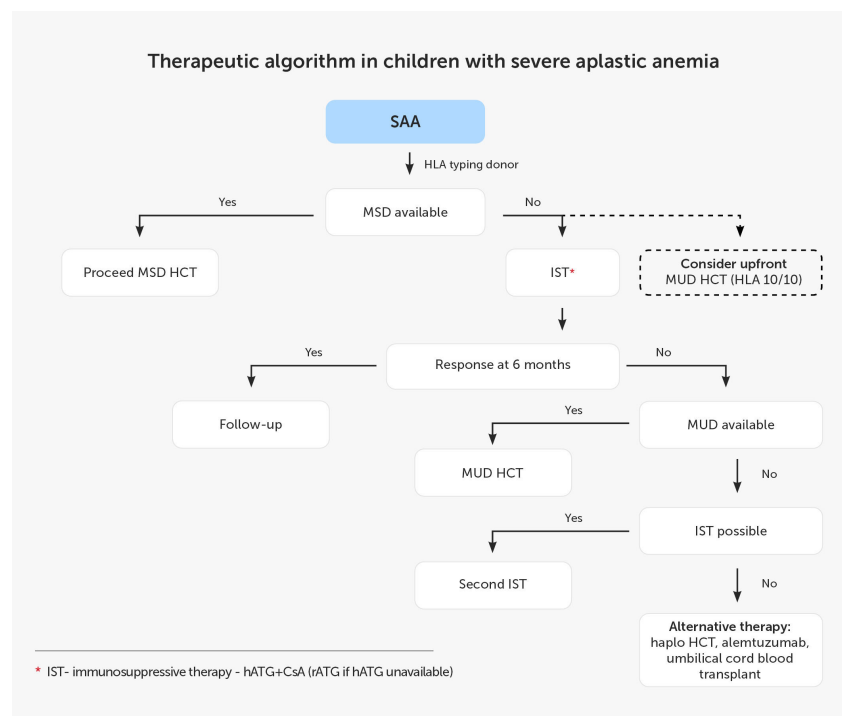 Therapeutic algorithm in children with severe aplastic anemia
SAA
HLA typing donor
Yes
MSD available
No
Proceed MSD HCT
IST*
Consider upfront
MUD HCT (HLA 10/10)
Yes
Response at 6 months
No
Follow-up
Yes
MUD available
MUD HCT
No
Yes
IST possible
Second IST
No
Alternative therapy:
haplo HCT, alemtuzumab,
umbilical cord blood
transplant
* IST- immunosuppressive therapy - hATG+CsA (rATG if hATG unavailable)